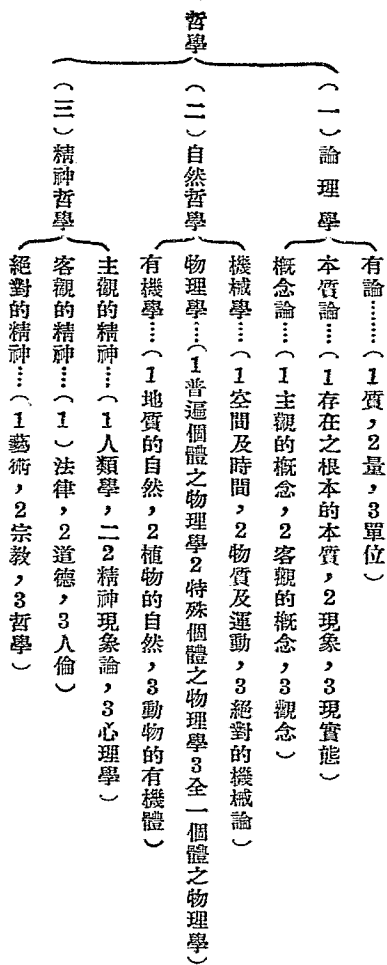 哲學
（一）論理學
有論………（1質，2量，3單位）
本質論……（1存在之根本的本質，2現象，3現實態）
概念論……（1主觀的概念，2客觀的概念，3觀念）
（二）自然哲學
機械學……（1空間及時間，2物質及運動，3絕對的機械論）
物理學……（1普遍個體之物理學2特殊個體之物理學3全一個體之物理學）
有機學……（1地質的自然，2植物的自然，3動物的有機體）
（三）精神哲學
主觀的精神……（1人類學，二2精神現象論，3心理學）
客觀的精神……（1）法律，2道德，3人倫）
絕對的精神……（1藝術，2宗教，3哲學）